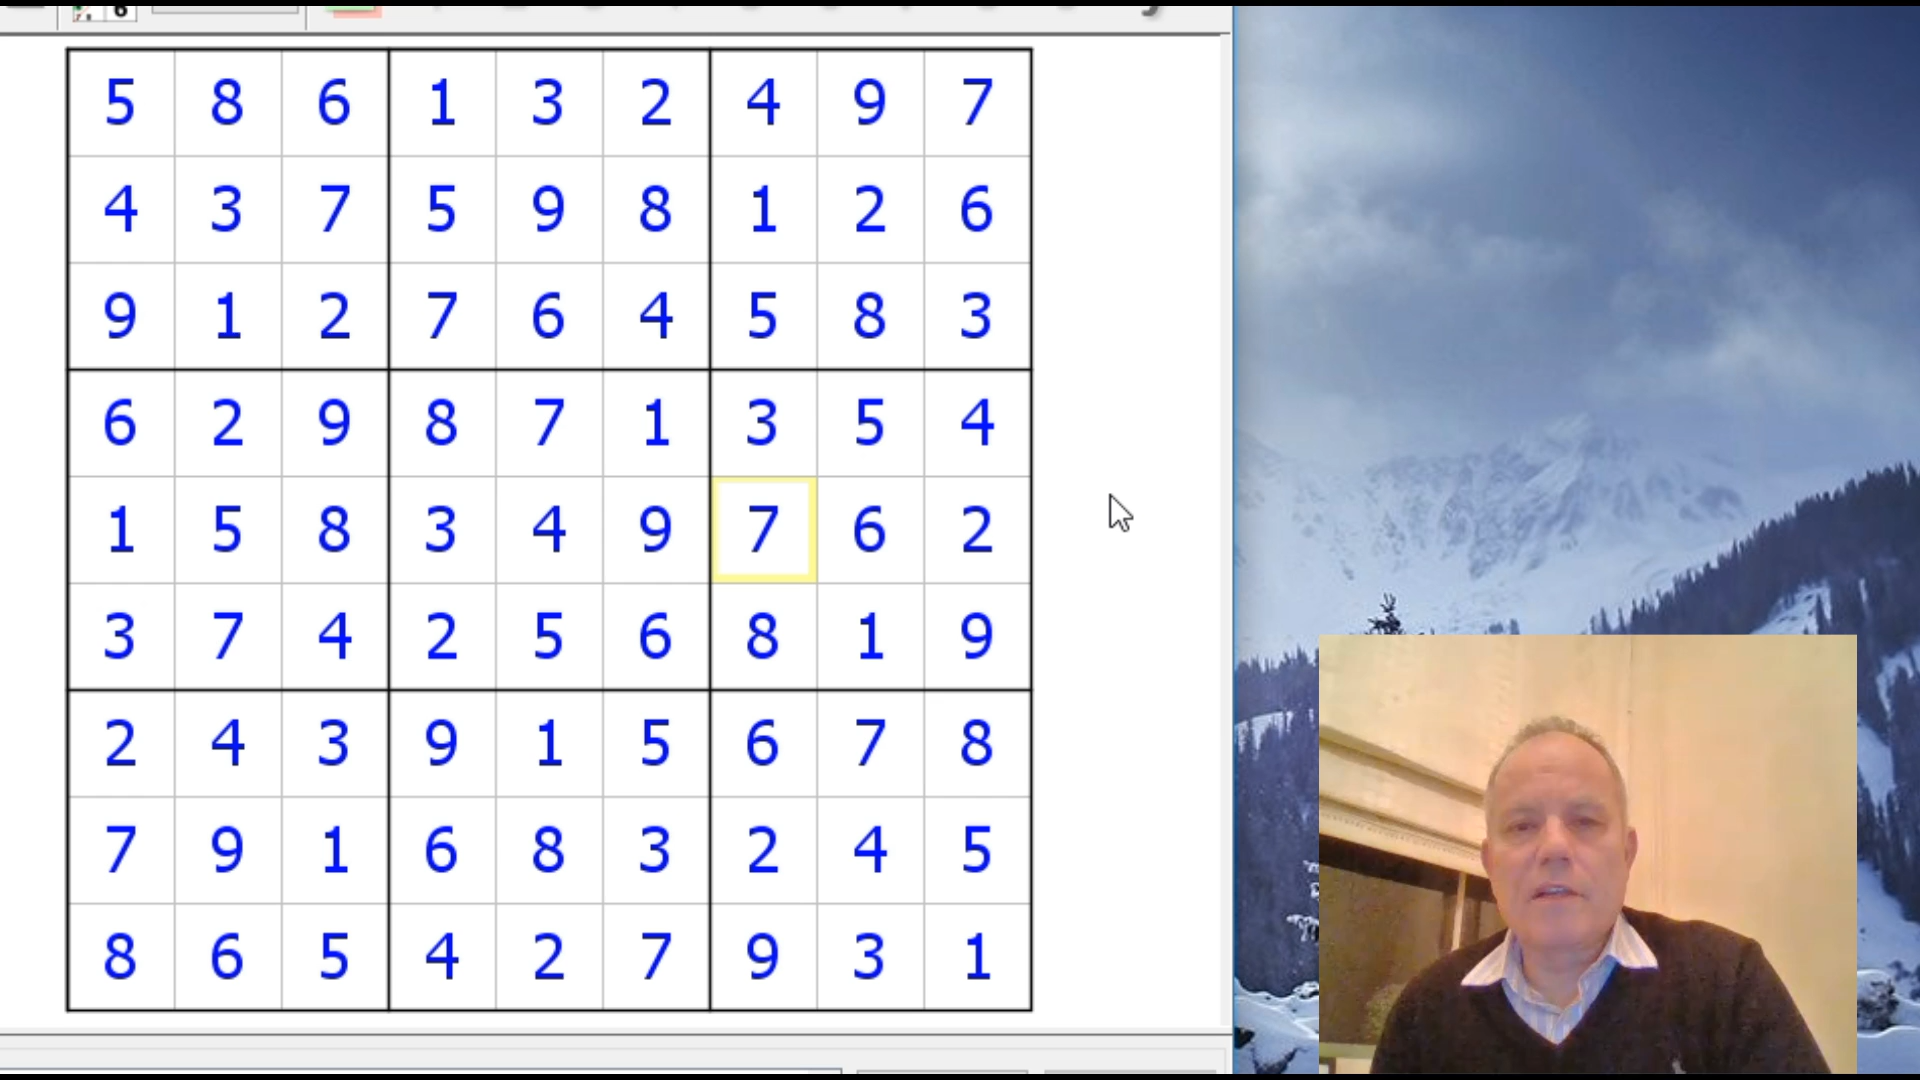 6
5 8 6 1 3 2 4 9 7
4 3 7 5 9 8 1 2 6
9 1 2 7 6 4 5 8 3
6 2 9 8 7 1 3 5 4
1 5 8 3 4 9 7 6 2
3 7 4 2 5 6 8 1 9
2 4 3 9 1 5 6 7 8
7 9 1 6 8 3 2 4 5
8 6 5 4 2 7 9 3 1